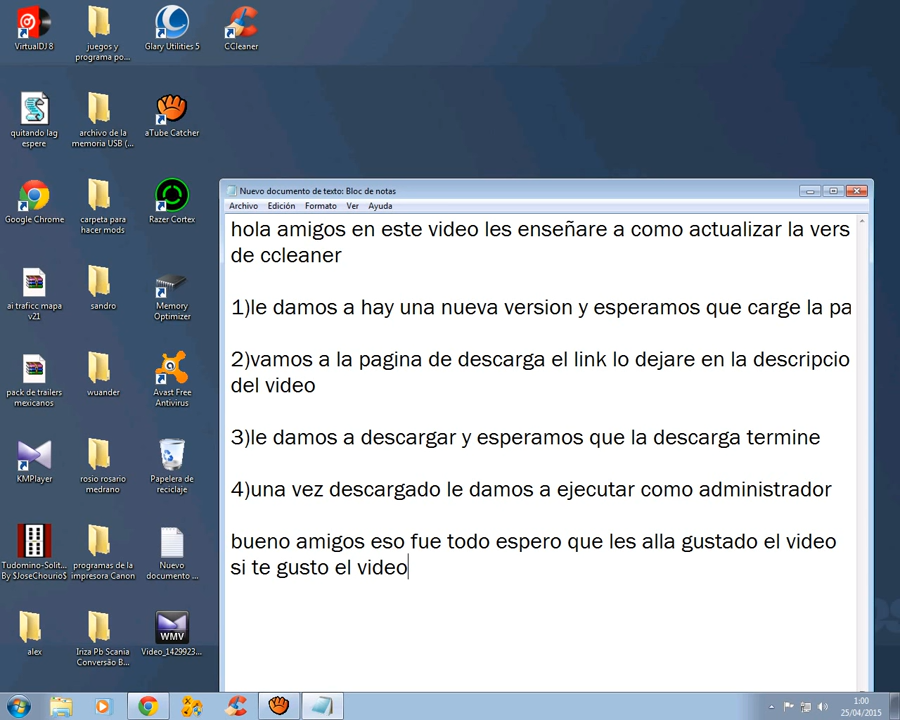 VirtualDJ 8
juegos y
programa po...
Glary Utilities 5
CCleaner
quitando lag
espere
archivo de la
memoria USB (...
aTube Catcher
Google Chrome
carpeta para
hacer mods
Razer Cortex
ai traficc mapa
v21
sandro
Memory
Optimizer
pack de trailers
mexicanos
wuander
Avast Free
Antivirus
KMPlayer
rosio rosario
medrano
Papelera de
reciclaje
Tudomino-Solit...
By $JoseChourio$
programas de la
impresora Canon
Nuevo
documento ...
alex
Iriza Pb Scania
Conversão B...
WMV
Video_1429923...
Nuevo documento de texto: Bloc de notas
Archivo Edición Formato Ver Ayuda
hola amigos en este video les enseñare a como actualizar la vers
de ccleaner
1)le damos a hay una nueva version y esperamos que carge la pa
2)vamos a la pagina de descarga el link lo dejare en la descripcio
del video
3)le damos a descargar y esperamos que la descarga termine
4)una vez descargado le damos a ejecutar como administrador
bueno amigos eso fue todo espero que les alla gustado el video
si te gusto el video
1:00
25/04/2015